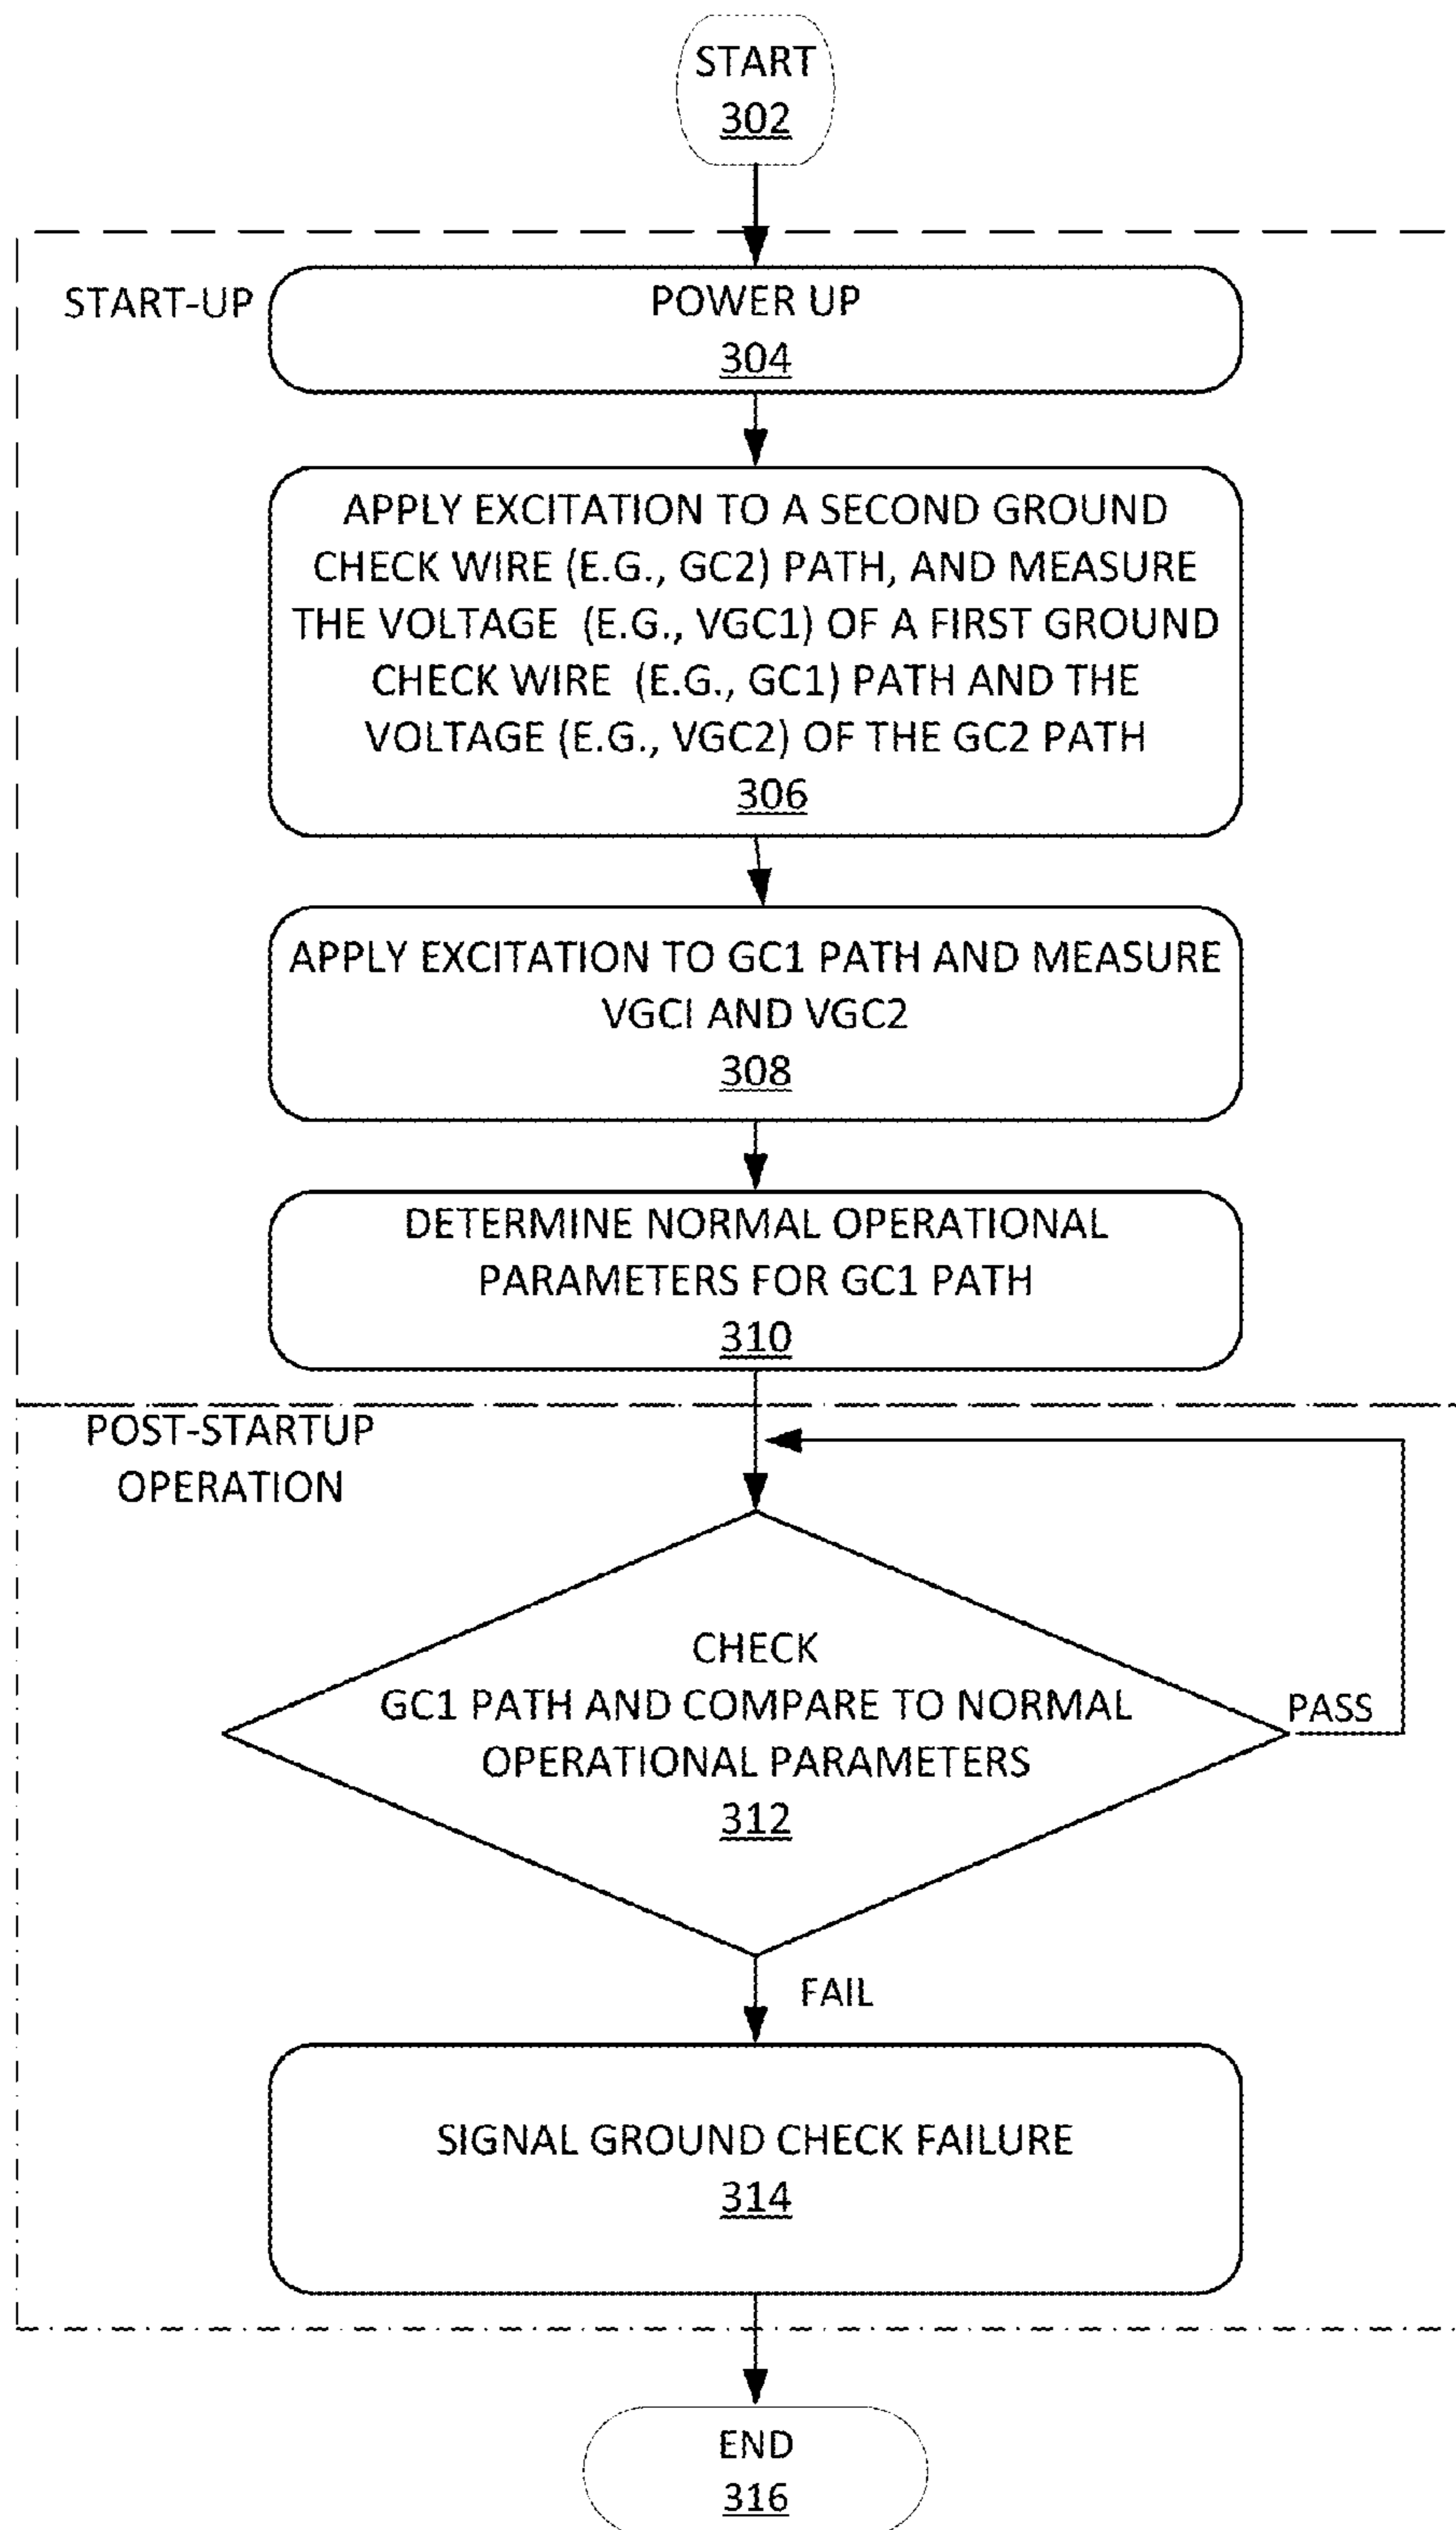 START
302
START-UP
POWER UP
304
APPLY EXCITATION TO A SECOND GROUND
CHECK WIRE (E.G., GC2) PATH, AND MEASURE
THE VOLTAGE (E.G., VGC1) OF A FIRST GROUND
CHECK WIRE (E.G., GC1) PATH AND THE
VOLTAGE (E.G., VGC2) OF THE GC2 PATH
306
APPLY EXCITATION TO GC1 PATH AND MEASURE
VGCI AND VGC2
308
DETERMINE NORMAL OPERATIONAL
PARAMETERS FOR GC1 PATH
310
POST-STARTUP
OPERATION
CHECK
GC1 PATH AND COMPARE TO NORMAL
OPERATIONAL PARAMETERS
312
PASS
FAIL
SIGNAL GROUND CHECK FAILURE
314
END
316